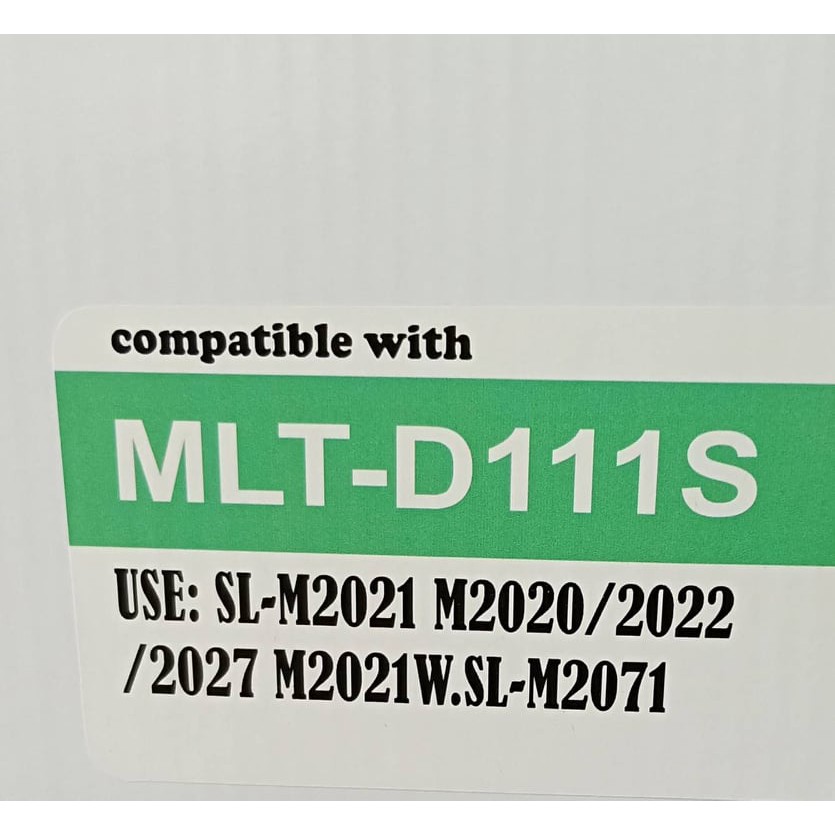 compatible with
MLT-D111S
USE: SL-M2021 M2020/2022
/2027 M2021W.SL-M2071